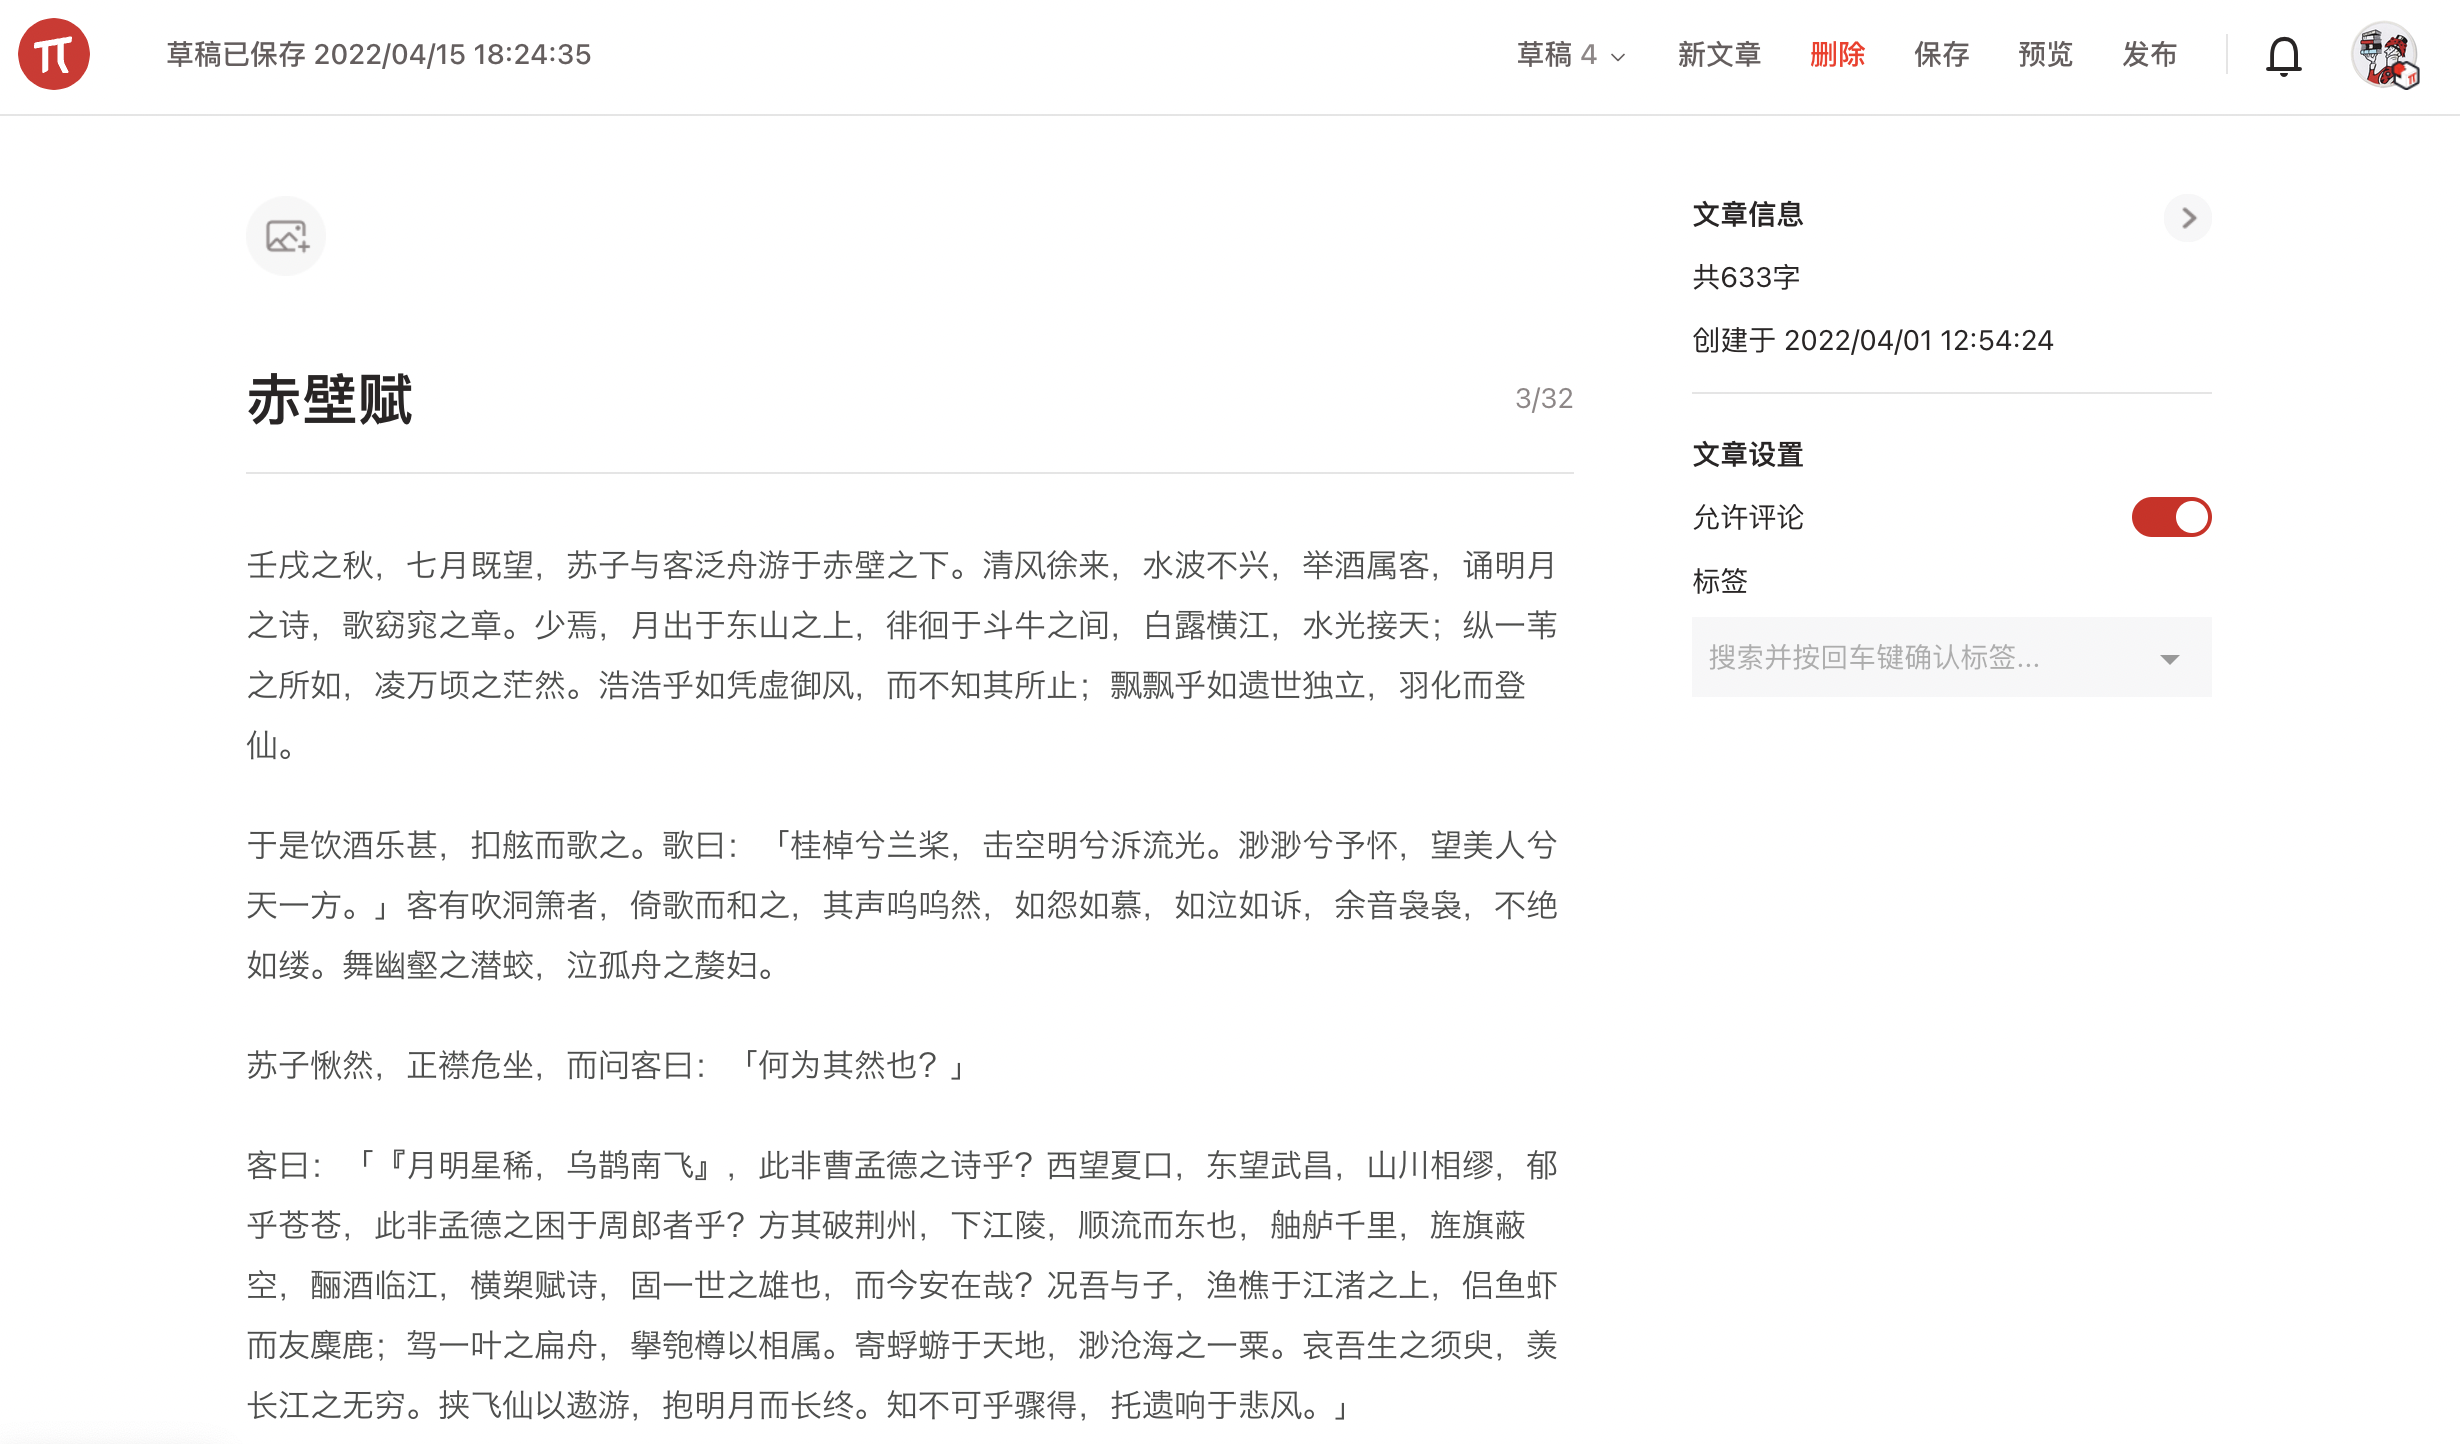 草稿已保存 2022/04/15 18:24:35
草稿 4
新文章
删除
保存
预览
发布
赤壁赋
3/32
壬戌之秋，七月既望，苏子与客泛舟游于赤壁之下。清风徐来，水波不兴，举酒属客，诵明月
之诗，歌窈窕之章。少焉，月出于东山之上，徘徊于斗牛之间，白露横江，水光接天；纵一苇
之所如，凌万顷之茫然。浩浩乎如凭虚御风，而不知其所止；飘飘乎如遗世独立，羽化而登
仙。
于是饮酒乐甚，扣舷而歌之。歌曰：「桂棹兮兰桨，击空明兮泝流光。渺渺兮予怀，望美人兮
天一方。」客有吹洞箫者，倚歌而和之，其声呜呜然，如怨如慕，如泣如诉，余音袅袅，不绝
如缕。舞幽壑之潜蛟，泣孤舟之嫠妇。
苏子愀然，正襟危坐，而问客曰：「何为其然也？」
客曰：「『月明星稀，乌鹊南飞』，此非曹孟德之诗乎？西望夏口，东望武昌，山川相缪，郁
乎苍苍，此非孟德之困于周郎者乎？方其破荆州，下江陵，顺流而东也，舳舻千里，旌旗蔽
空，酾酒临江，横槊赋诗，固一世之雄也，而今安在哉？况吾与子，渔樵于江渚之上，侣鱼虾
而友麋鹿；驾一叶之扁舟，举匏樽以相属。寄蜉蝣于天地，渺沧海之一粟。哀吾生之须臾，羡
长江之无穷。挟飞仙以遨游，抱明月而长终。知不可乎骤得，托遗响于悲风。」
文章信息
共633字
创建于 2022/04/01 12:54:24
文章设置
允许评论
标签
搜索并按回车键确认标签...